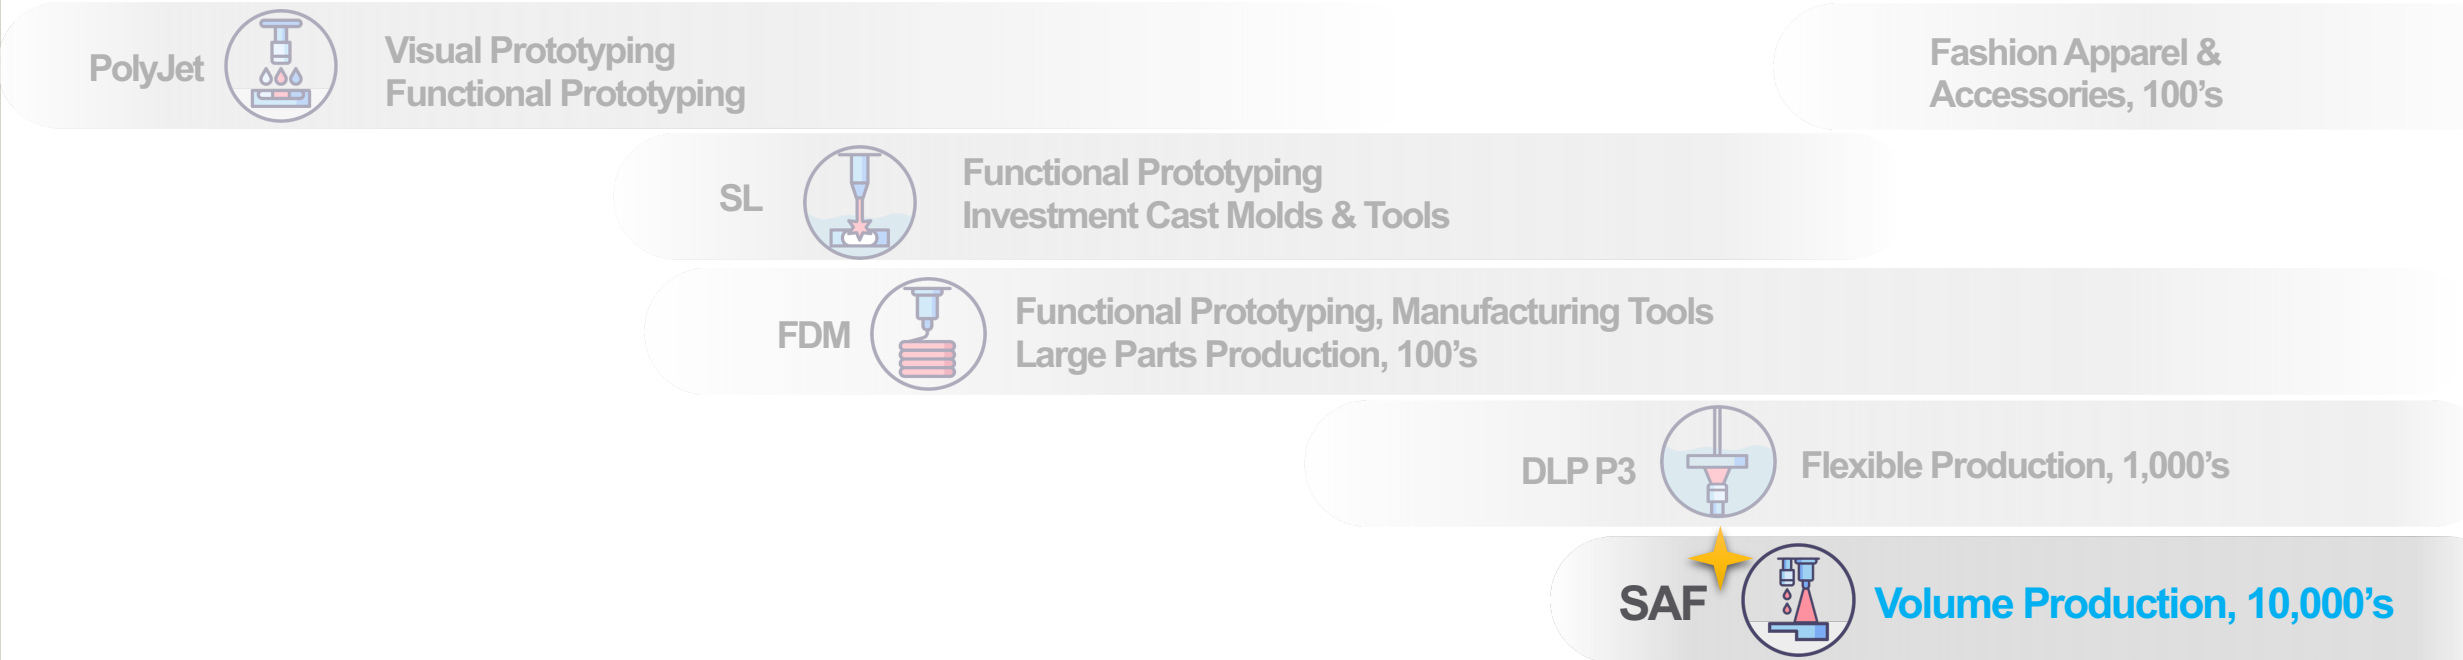 PolyJet
Visual Prototyping
Functional Prototyping
Fashion Apparel &
Accessories, 100’s
SL
Functional Prototyping
Investment Cast Molds & Tools
FDM
Functional Prototyping, Manufacturing Tools
Large Parts Production, 100’s
DLP P3
Flexible Production, 1,000’s
SAF
Volume Production, 10,000’s